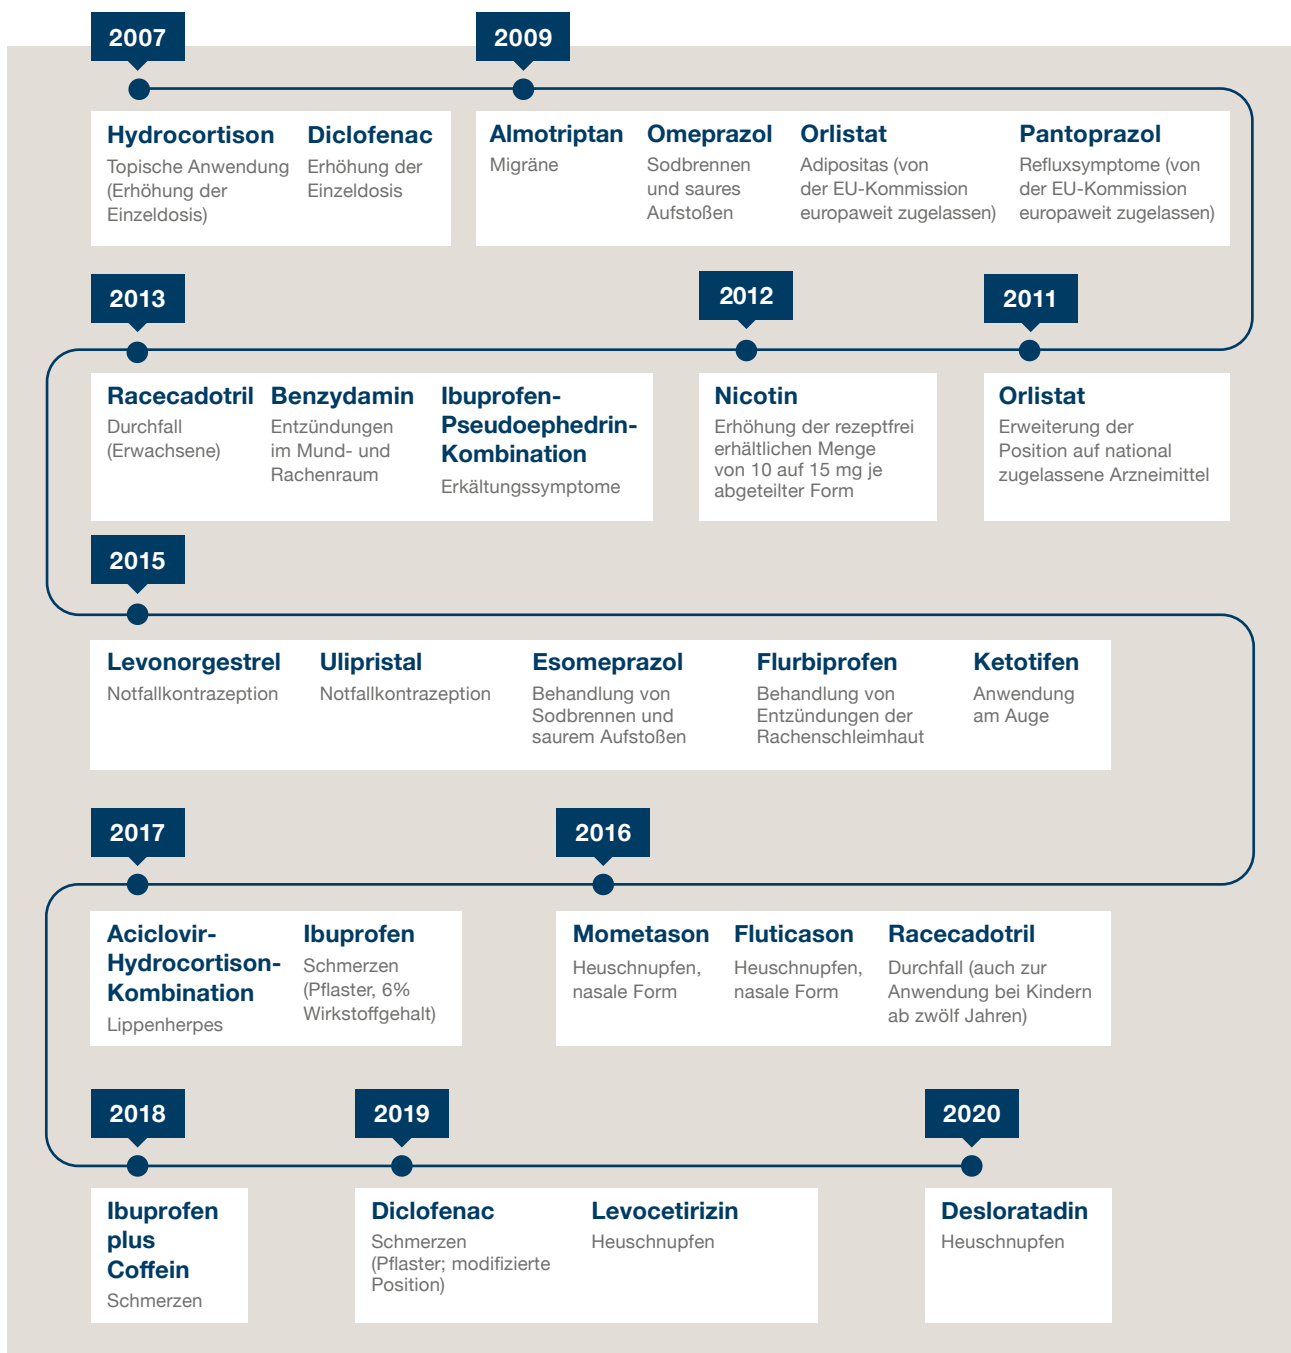 2007
Hydrocortison
Topische Anwendung
(Erhöhung der
Einzeldosis)
Diclofenac
Erhöhung der
Einzeldosis
2009
Almotriptan
Migräne
Omeprazol
Sodbrennen
und saures
Aufstoßen
Orlistat
Adipositas (von
der EU-Kommission
europaweit zugelassen)
Pantoprazol
Refluxsymptome (von
der EU-Kommission
europaweit zugelassen)
2011
Orlistat
Erweiterung der
Position auf national
zugelassene Arzneimittel
2012
Nicotin
Erhöhung der rezeptfrei
erhältlichen Menge
von 10 auf 15 mg je
abgeteilter Form
2013
Racecadotril
Durchfall
(Erwachsene)
Benzydamin
Entzündungen
im Mund- und
Rachenraum
Ibuprofen-
Pseudoephedrin-
Kombination
Erkältungssymptome
2015
Levonorgestrel
Notfallkontrazeption
Ulipristal
Notfallkontrazeption
Esomeprazol
Behandlung von
Sodbrennen und
saurem Aufstoßen
Flurbiprofen
Behandlung von
Entzündungen der
Rachenschleimhaut
Ketotifen
Anwendung
am Auge
2016
Mometason
Heuschnupfen,
nasale Form
Fluticason
Heuschnupfen,
nasale Form
Racecadotril
Durchfall (auch zur
Anwendung bei Kindern
ab zwölf Jahren)
2017
Aciclovir-
Hydrocortison-
Kombination
Lippenherpes
Ibuprofen
Schmerzen
(Pflaster, 6%
Wirkstoffgehalt)
2018
Ibuprofen
plus
Coffein
Schmerzen
2019
Diclofenac
Schmerzen
(Pflaster; modifizierte
Position)
Levocetirizin
Heuschnupfen
2020
Desloratadin
Heuschnupfen